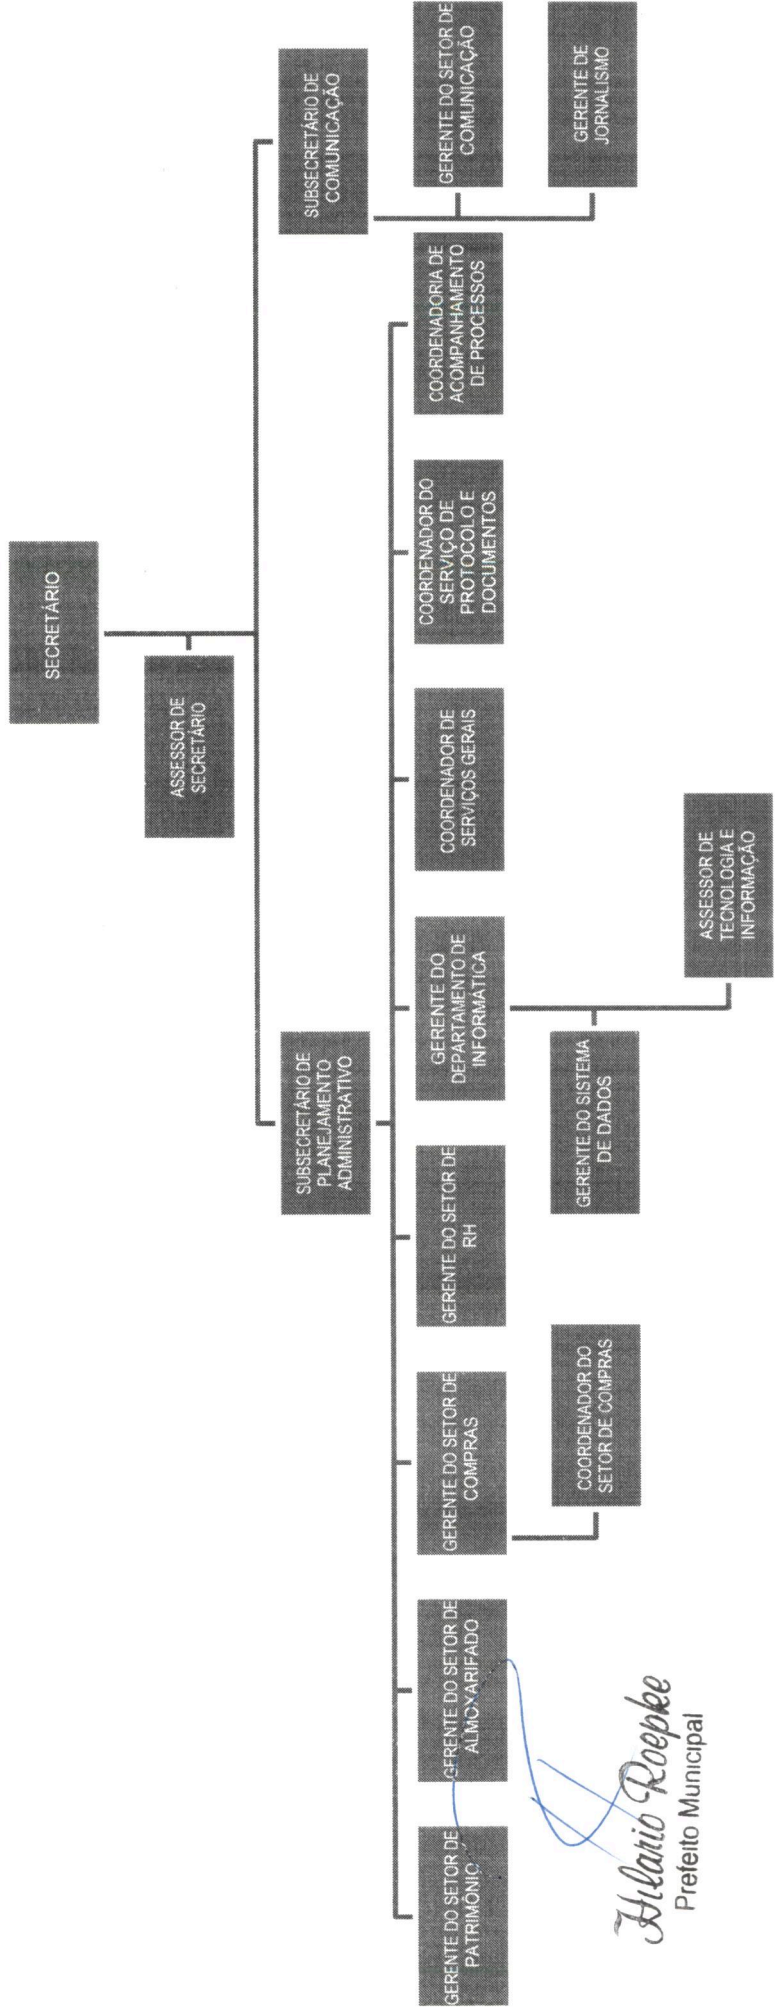 SECRETÁRIO
ASSESSOR DE
SECRETÁRIO
SUBSECRETÁRIO DE
PLANEJAMENTO
ADMINISTRATIVO
SUBSECRETÁRIO DE
COMUNICAÇÃO
GERENTE DO SETOR DE
PATRIMÔNIO
GERENTE DO SETOR DE
ALMOXARIFADO
GERENTE DO SETOR DE
COMPRAS
GERENTE DO SETOR DE
RH
GERENTE DO
DEPARTAMENTO DE
INFORMÁTICA
COORDENADOR DE
SERVIÇOS GERAIS
COORDENADOR DO
SERVIÇO DE
PROTOCOLO E
DOCUMENTOS
COORDENADORIA DE
ACOMPANHAMENTO
DE PROCESSOS
GERENTE DO SETOR DE
COMUNICAÇÃO
COORDENADOR DO
SETOR DE COMPRAS
GERENTE DO SISTEMA
DE DADOS
GERENTE DE
JORNALISMO
ASSESSOR DE
TECNOLOGIA E
INFORMAÇÃO
Hilario Roepke
Prefeito Municipal